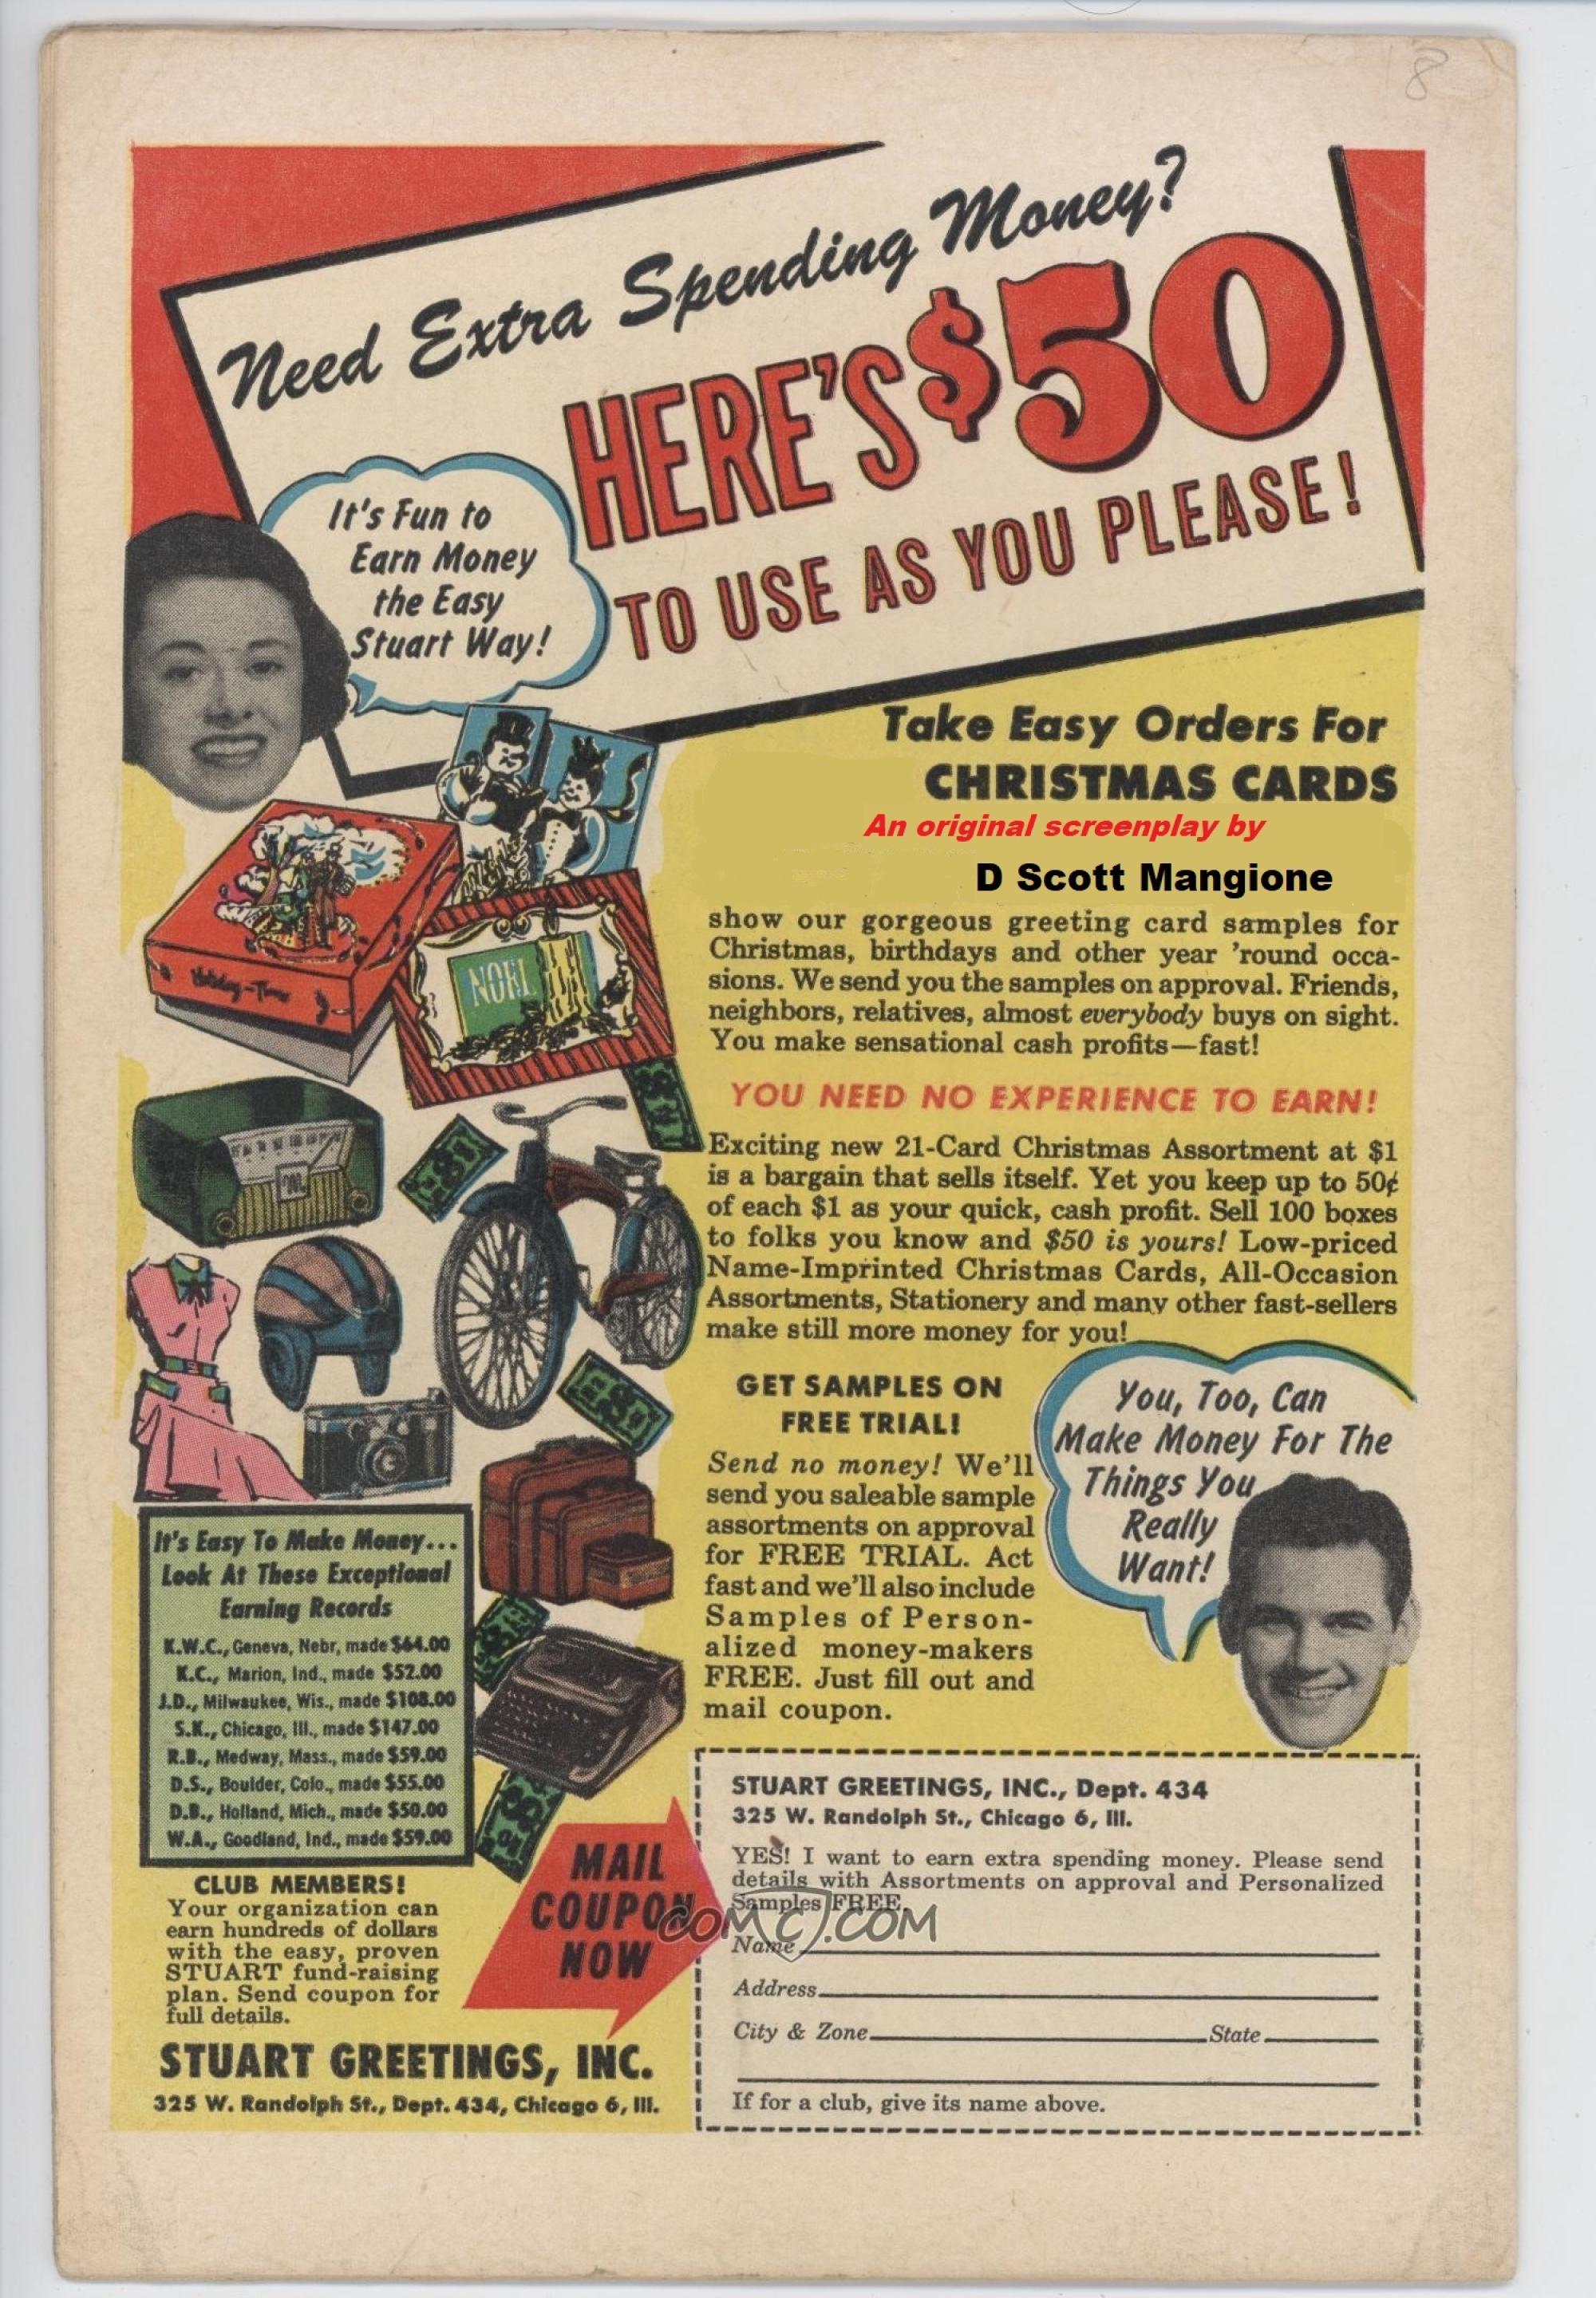 8
Need Extra Spending Money?
HERE'S $50
TO USE AS YOU PLEASE!
It's Fun to
Earn Money
the Easy
Stuart Way!
Take Easy Orders For
CHRISTMAS CARDS
An original screenplay by
D Scott Mangione
show our gorgeous greeting card samples for
Christmas, birthdays and other year 'round occa-
sions. We send you the samples on approval. Friends,
neighbors, relatives, almost everybody buys on sight.
You make sensational cash profits—fast!
NOEL
Holiday-Time
YOU NEED NO EXPERIENCE TO EARN!
Exciting new 21-Card Christmas Assortment at $1
is a bargain that sells itself. Yet you keep up to 50¢
of each $1 as your quick, cash profit. Sell 100 boxes
to folks you know and $50 is yours! Low-priced
Name-Imprinted Christmas Cards, All-Occasion
Assortments, Stationery and many other fast-sellers
make still more money for you!
GET SAMPLES ON
FREE TRIAL!
Send no money! We'll
send you saleable sample
assortments on approval
for FREE TRIAL. Act
fast and we'll also include
Samples of Person-
alized money-makers
FREE. Just fill out and
mail coupon.
You, Too, Can
Make Money For The
Things You
Really
Want!
It's Easy To Make Money...
Look At These Exceptional
Earning Records
K.W.C., Geneva, Nebr, made $64.00
K.C., Marion, Ind., made $52.00
J.D., Milwaukee, Wis., made $108.00
S.K., Chicago, Ill., made $147.00
R.B., Medway, Mass., made $59.00
D.S., Boulder, Colo., made $55.00
D.B., Holland, Mich., made $50.00
W.A., Goodland, Ind., made $59.00
CLUB MEMBERS!
Your organization can
earn hundreds of dollars
with the easy, proven
STUART fund-raising
plan. Send coupon for
full details.
STUART GREETINGS, INC.
325 W. Randolph St., Dept. 434, Chicago 6, Ill.
MAIL
COUPON
NOW
STUART GREETINGS, INC., Dept. 434
325 W. Randolph St., Chicago 6, Ill.
YES! I want to earn extra spending money. Please send
details with Assortments on approval and Personalized
Samples FREE.
COMC.COM
Name
Address
City & Zone State
If for a club, give its name above.